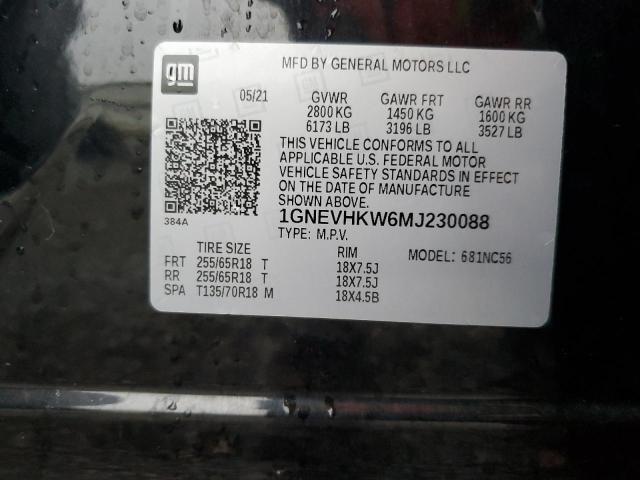 gm
MFD BY GENERAL MOTORS LLC
05/21 GVWR GAWR FRT GAWR RR
2800 KG 1450 KG 1600 KG
6173 LB 3196 LB 3527 LB
THIS VEHICLE CONFORMS TO ALL
APPLICABLE U.S. FEDERAL MOTOR
VEHICLE SAFETY STANDARDS IN EFFECT
ON THE DATE OF MANUFACTURE
SHOWN ABOVE.
384A
1GNEVHKW6MJ230088
TYPE: M.P.V. MODEL: 681NC56
TIRE SIZE RIM
FRT 255/65R18 T 18X7.5J
RR 255/65R18 T 18X7.5J
SPA T135/70R18 M 18X4.5B